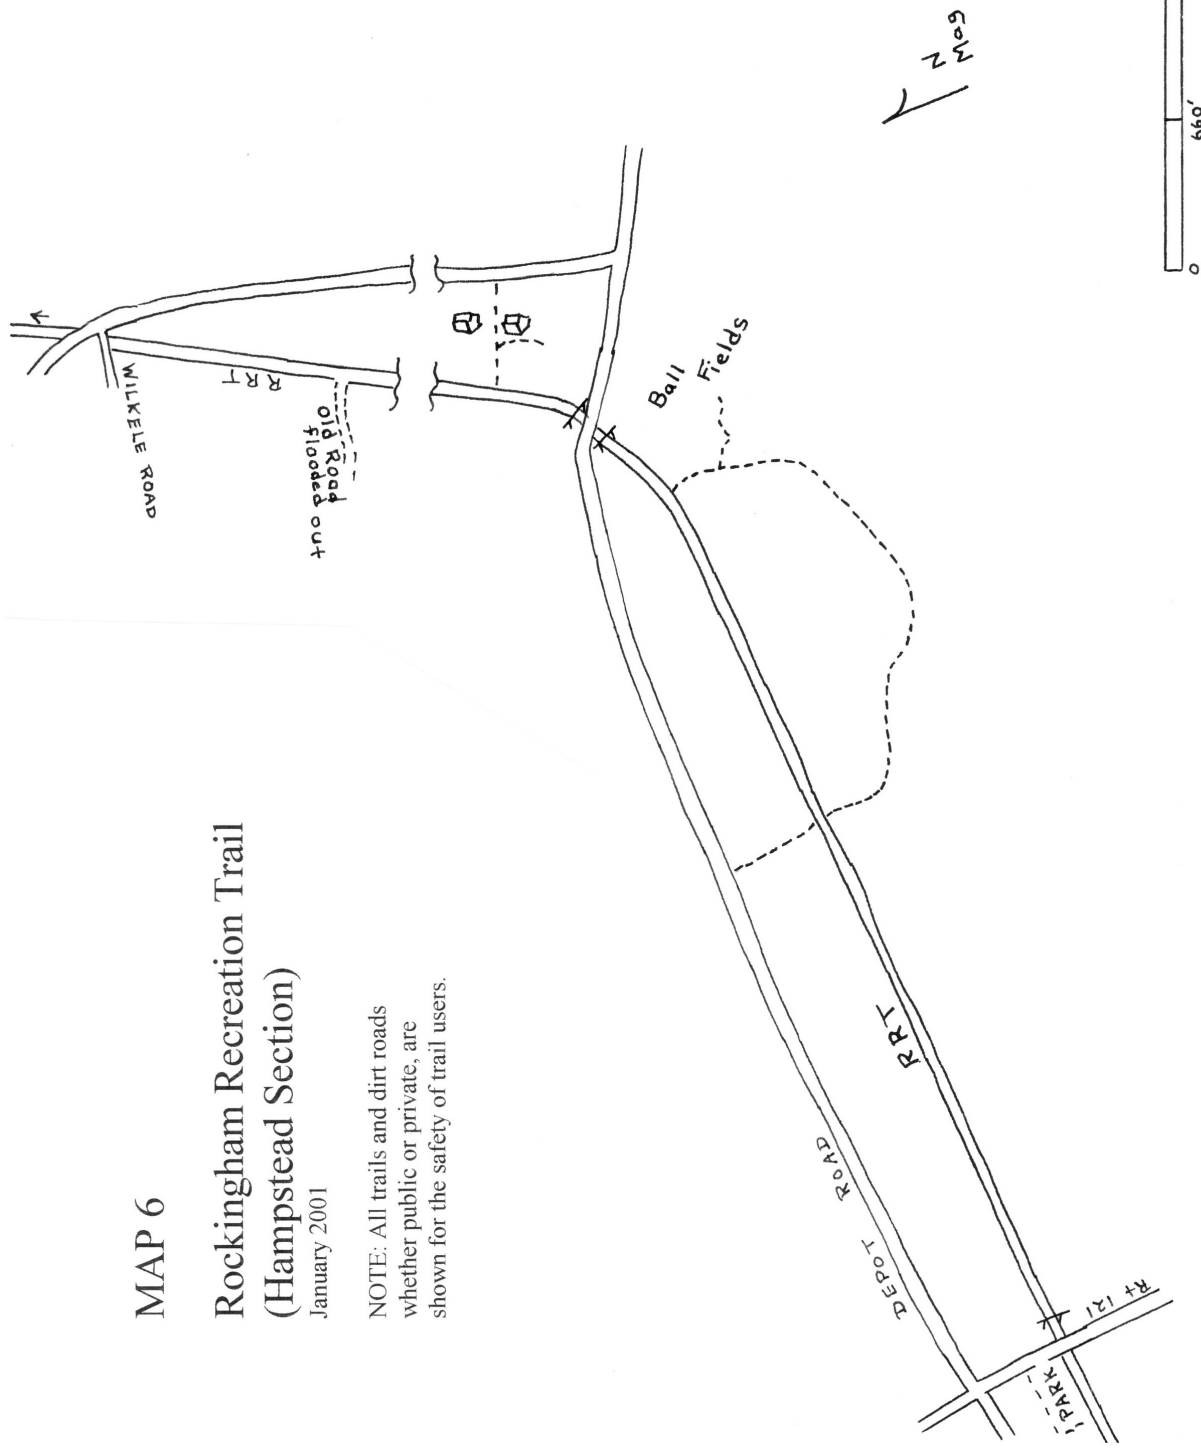 MAP 6
Rockingham Recreation Trail
(Hampstead Section)
January 2001
NOTE: All trails and dirt roads
whether public or private, are
shown for the safety of trail users.
WILKELE ROAD
RRT
Old Road
flooded out
Ball
Fields
RRT
DEPOT ROAD
Rt 121
PARK
Mag
N
0